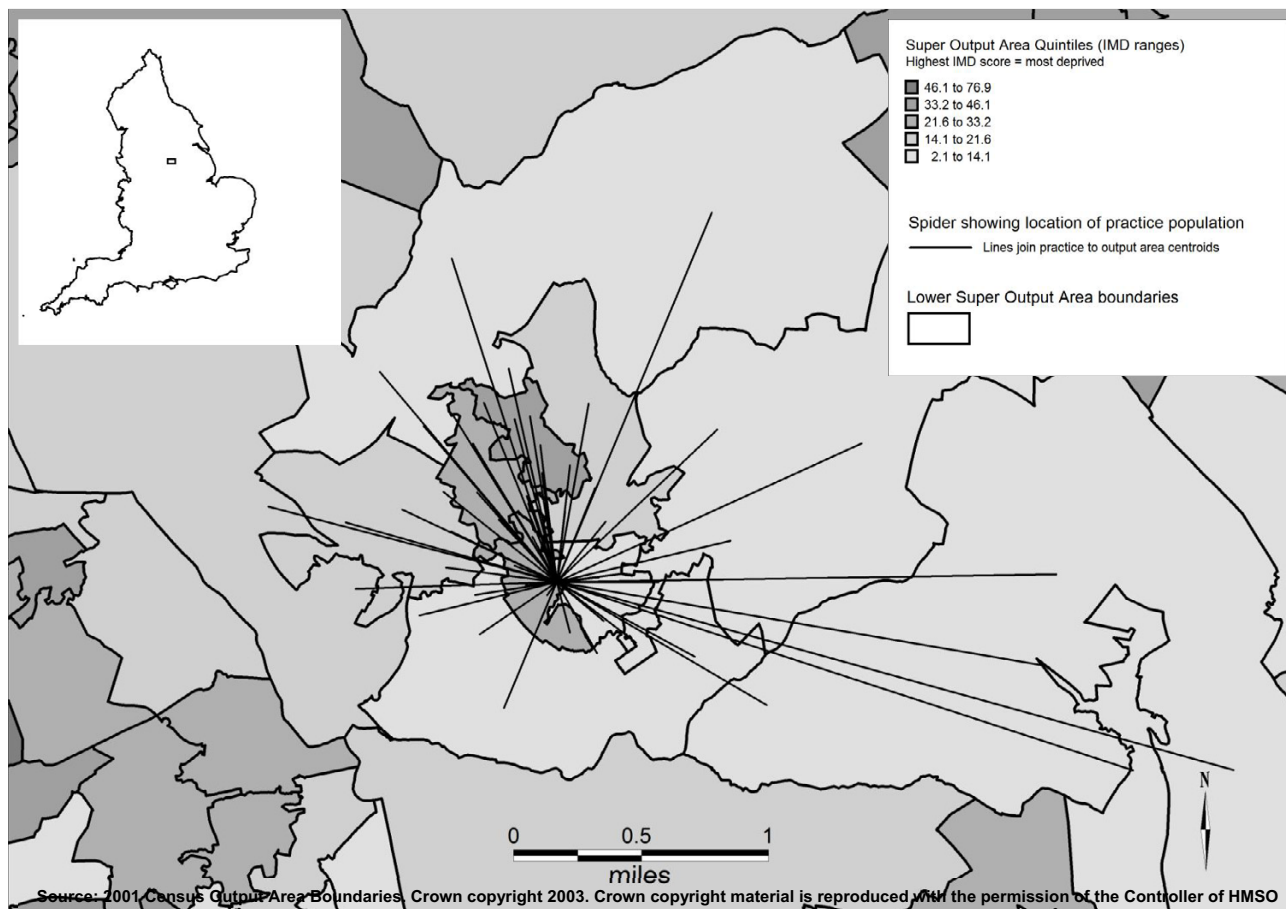 Super Output Area Quintiles (IMD ranges)
Highest IMD score = most deprived
46.1 to 76.9
33.2 to 46.1
21.6 to 33.2
14.1 to 21.6
2.1 to 14.1
Spider showing location of practice population
Lines join practice to output area centroids
Lower Super Output Area boundaries
N
0 0.5 1
miles
Source: 2001 Census Output Area Boundaries. Crown copyright 2003. Crown copyright material is reproduced with the permission of the Controller of HMSO